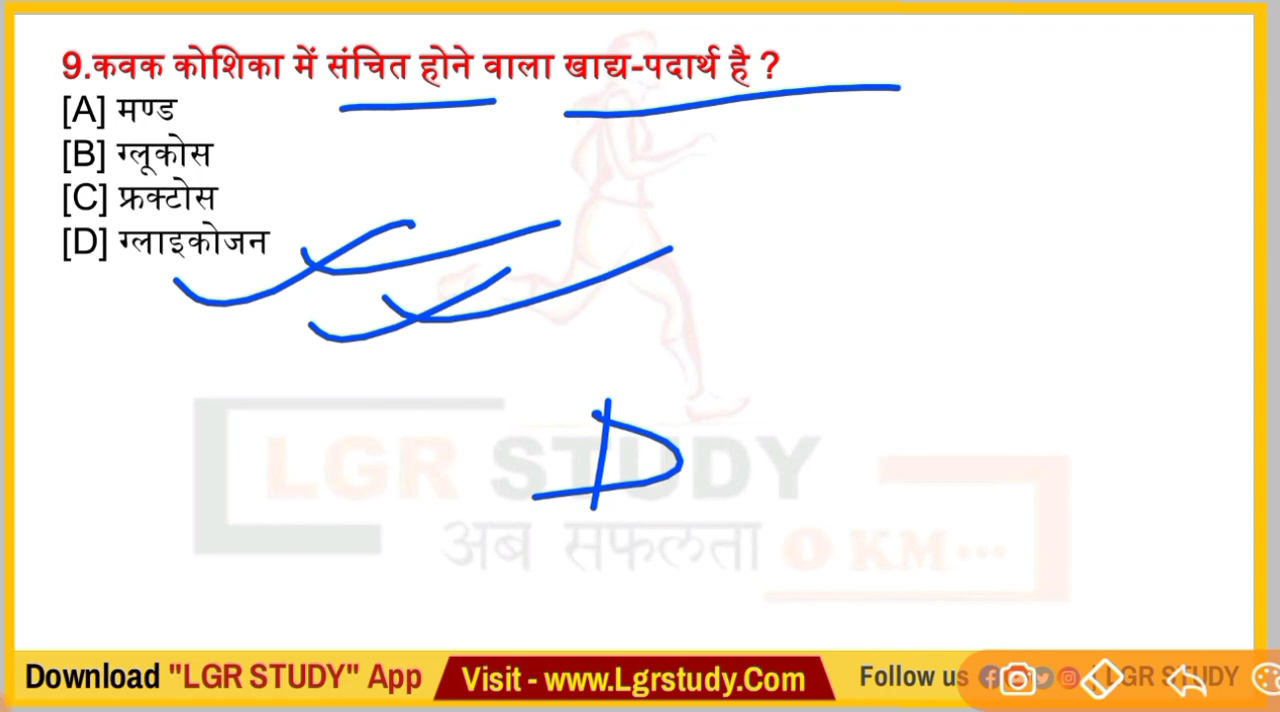 9.कवक कोशिका में संचित होने वाला खाद्य-पदार्थ है ?
[A] मण्ड
[B] ग्लूकोस
[C] फ्रक्टोस
[D] ग्लाइकोजन
D
LGR STUDY
अब सफलता 0 KM...
Download "LGR STUDY" App Visit - www.Lgrstudy.Com Follow us LGR STUDY